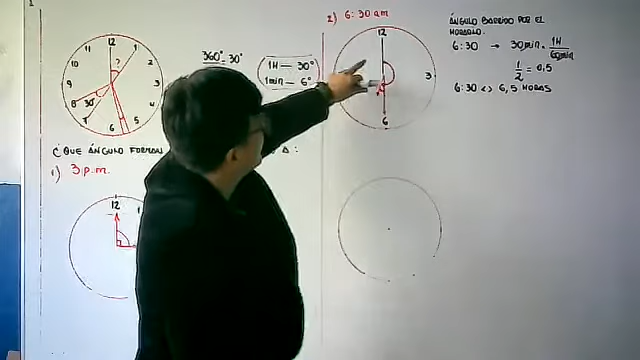 1
12
11
1
10
2
9
3
8
4
7
5
6
?
30°
360° = 30°
1H — 30°
1min — 6°
¿ QUE ÁNGULO FORMAN
A :
1) 3 p.m.
12
1
2) 6:30 am
12
3
6
ÁNGULO BARRIDO POR EL
HORARIO.
6:30 → 30min × 1H
60min
1/2 = 0,5
6:30 <> 6,5 HORAS